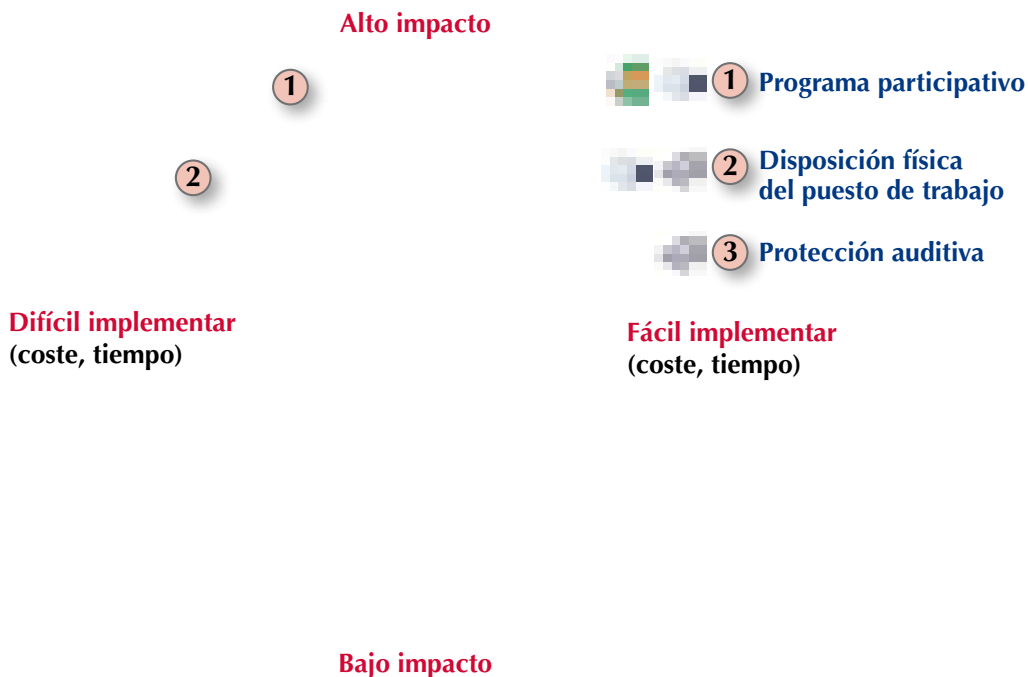 Alto impacto
1
1 Programa participativo
2
2 Disposición física
del puesto de trabajo
3 Protección auditiva
Difícil implementar
(coste, tiempo)
Fácil implementar
(coste, tiempo)
Bajo impacto